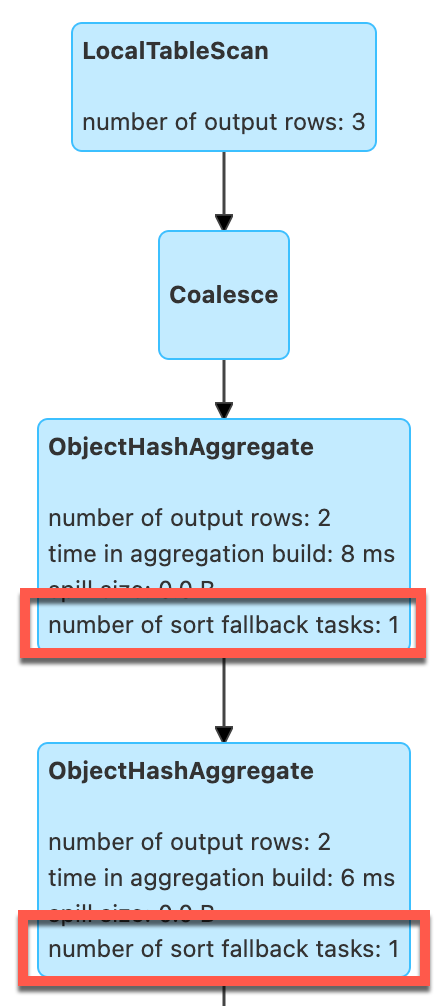 LocalTableScan
number of output rows: 3
Coalesce
ObjectHashAggregate
number of output rows: 2
time in aggregation build: 8 ms
spill size: 0.0 B
number of sort fallback tasks: 1
ObjectHashAggregate
number of output rows: 2
time in aggregation build: 6 ms
spill size: 0.0 B
number of sort fallback tasks: 1